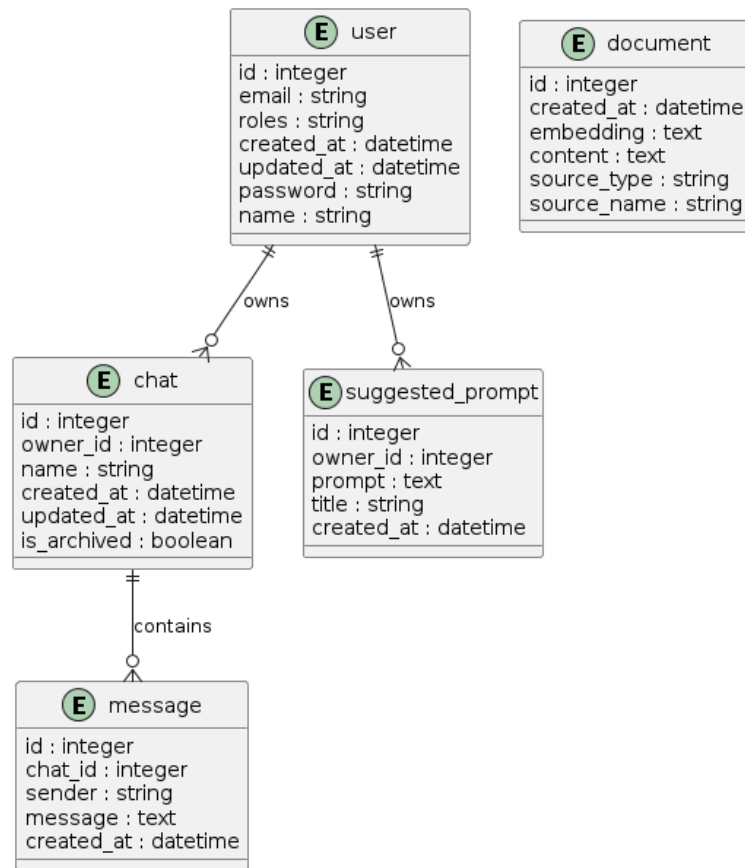 E user
id : integer
email : string
roles : string
created_at : datetime
updated_at : datetime
password : string
name : string
E document
id : integer
created_at : datetime
embedding : text
content : text
source_type : string
source_name : string
owns
owns
E chat
id : integer
owner_id : integer
name : string
created_at : datetime
updated_at : datetime
is_archived : boolean
E suggested_prompt
id : integer
owner_id : integer
prompt : text
title : string
created_at : datetime
contains
E message
id : integer
chat_id : integer
sender : string
message : text
created_at : datetime